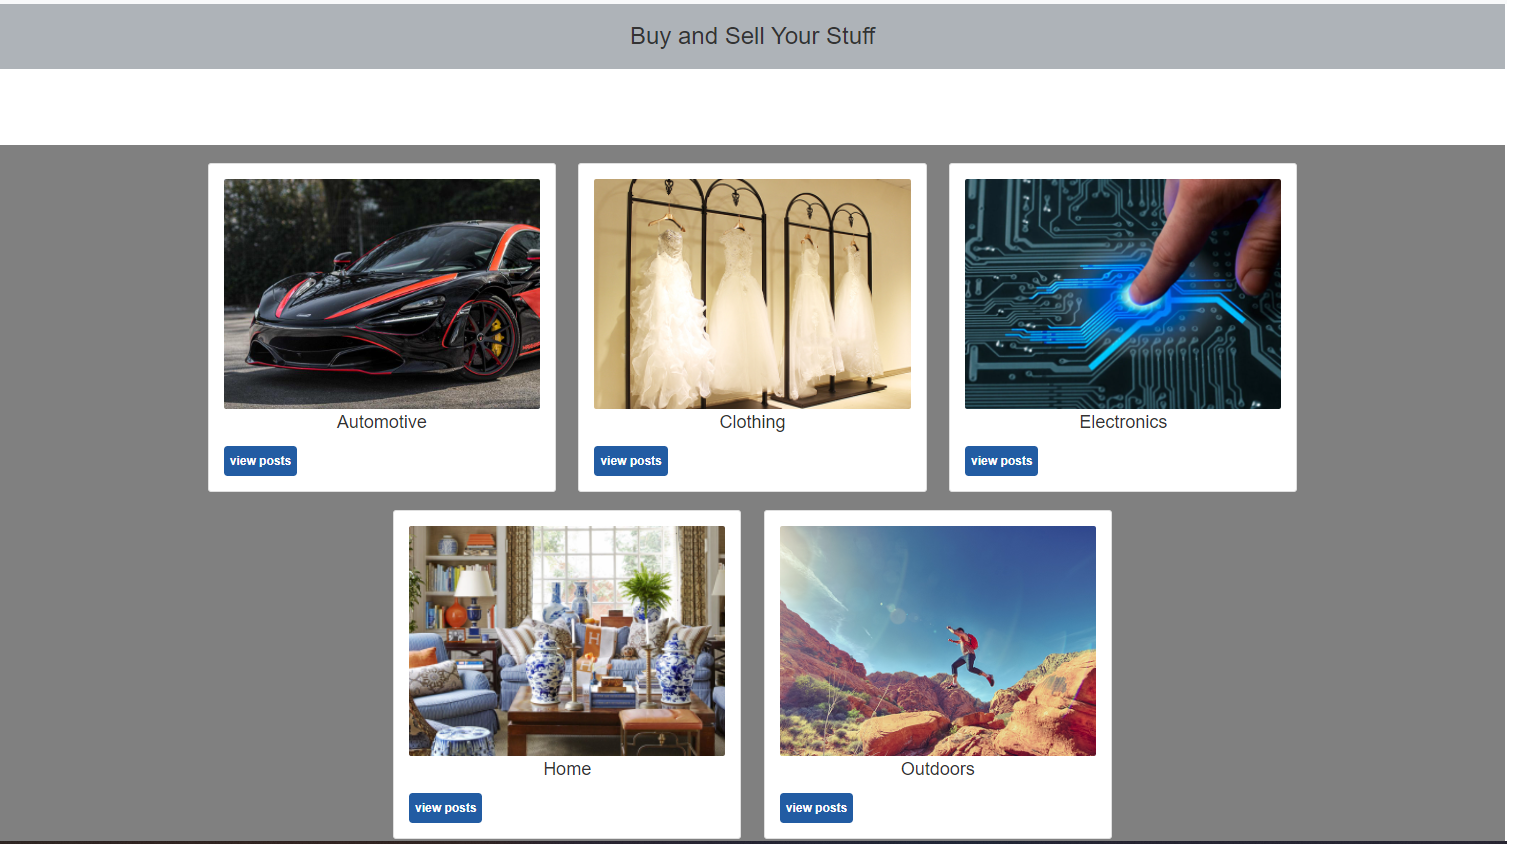 Buy and Sell Your Stuff
Automotive
view posts
Clothing
view posts
Electronics
view posts
Home
view posts
Outdoors
view posts